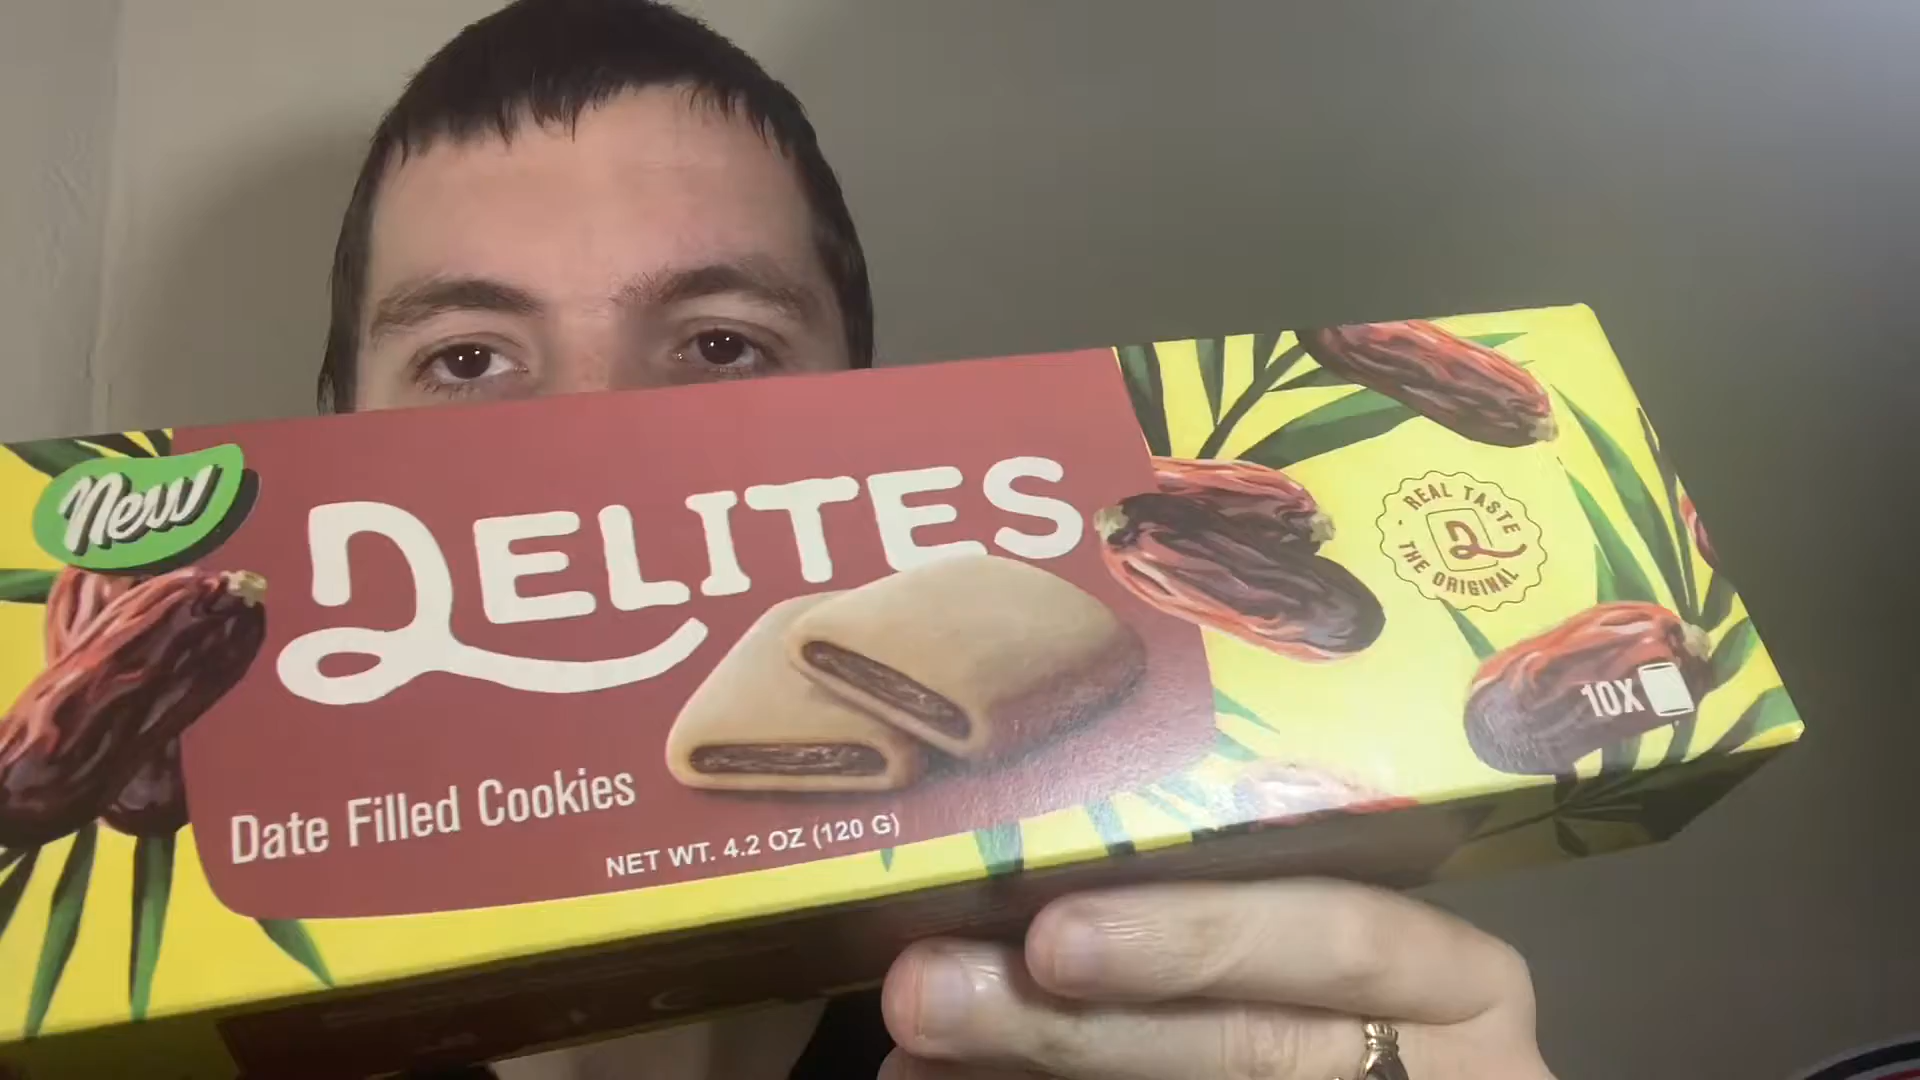 New
DELITES
Date Filled Cookies
NET WT. 4.2 OZ (120 G)
· REAL TASTE ·
THE ORIGINAL
D
10X